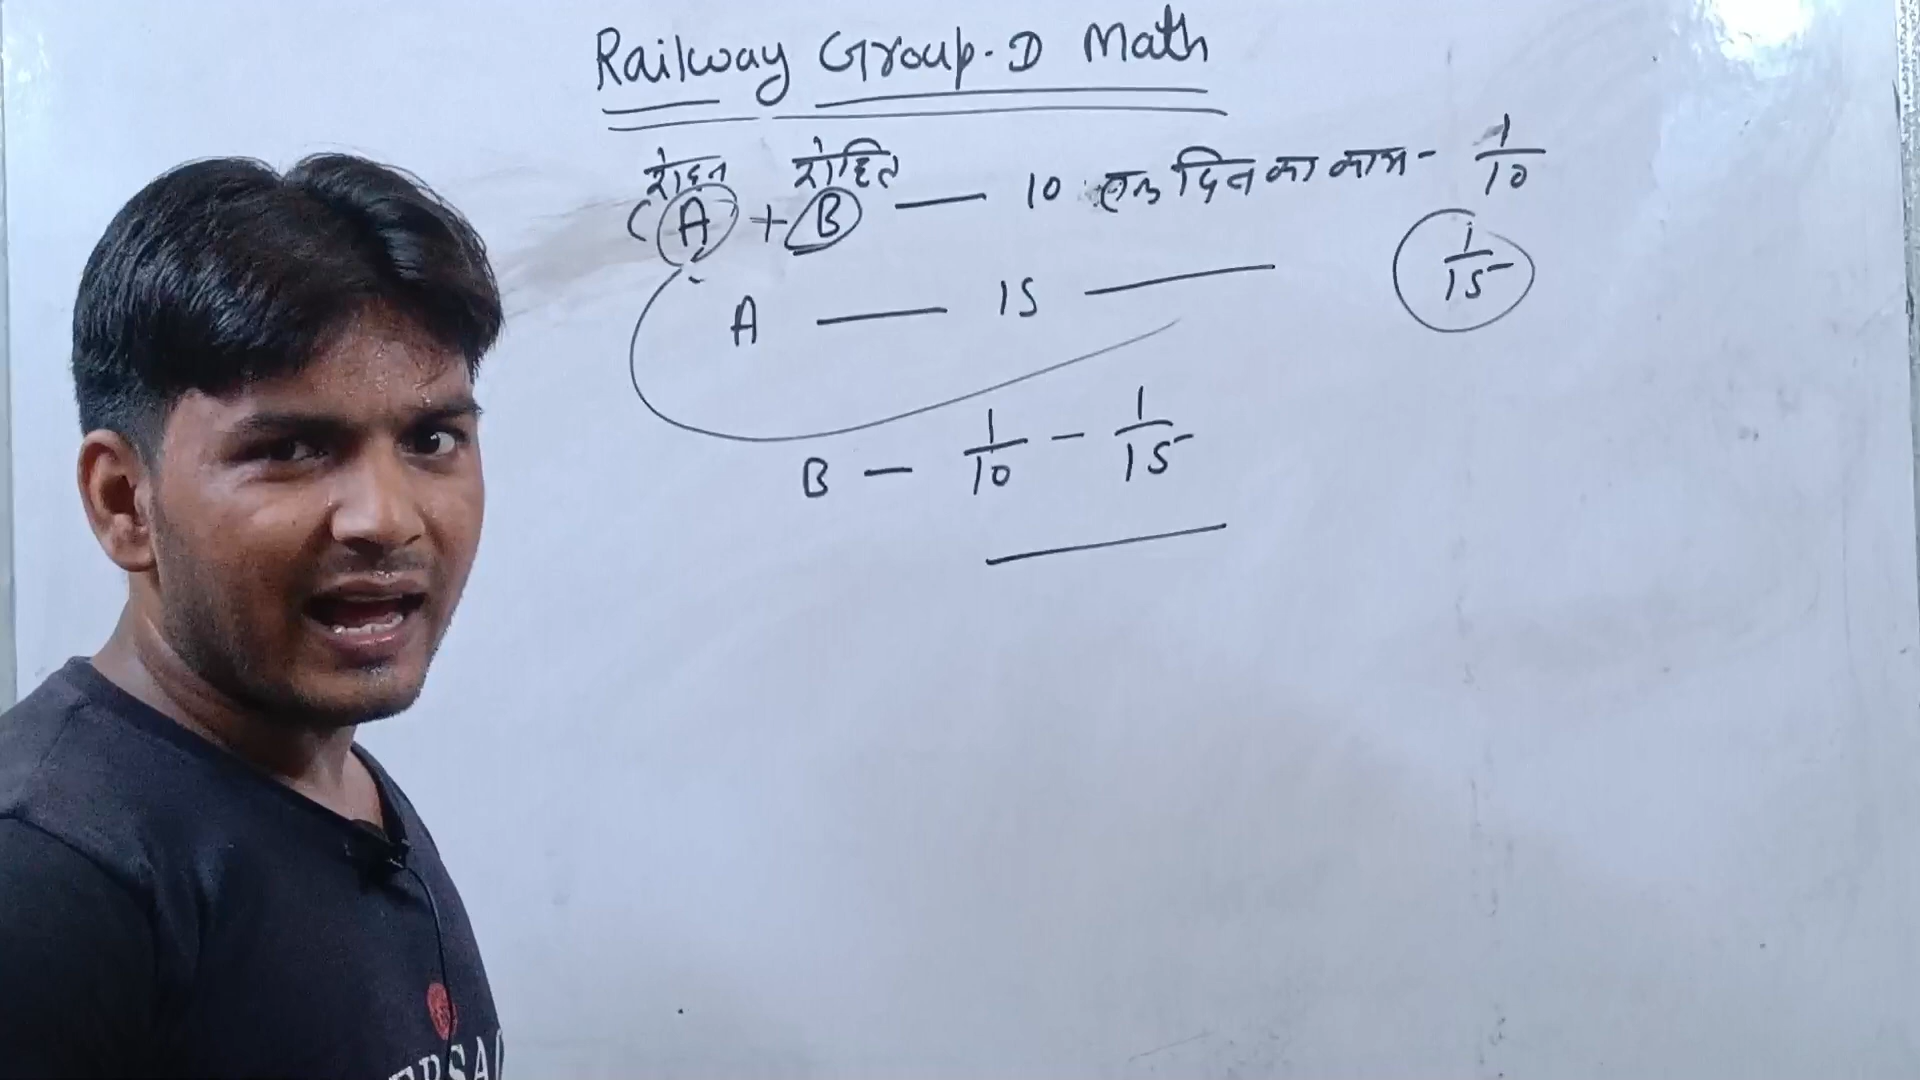 Railway Group-D Math
रोहन रोहित
(A + B — 10 एक दिन का काम - 1/10
A — 15 — 1/15
B — 1/10 - 1/15